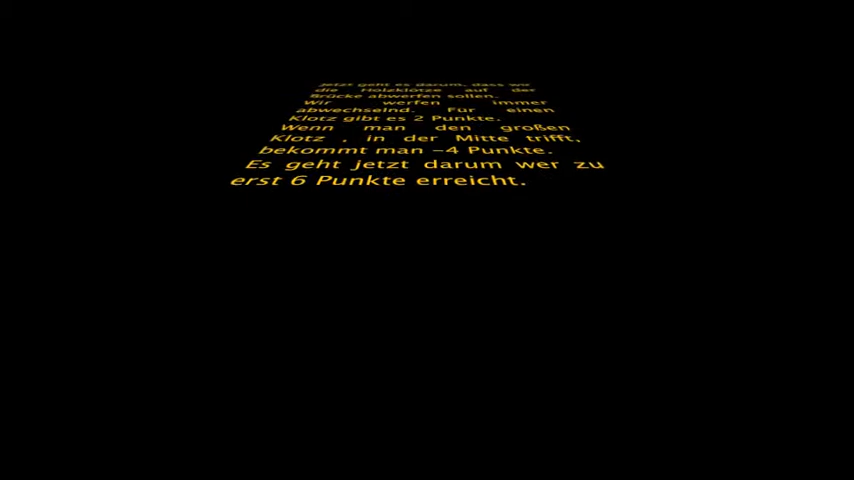 Jetzt geht es darum, dass wir
die Holzklötze auf der
Brücke abwerfen sollen.
Wir werfen immer
abwechselnd. Für einen
Klotz gibt es 2 Punkte.
Wenn man den großen
Klotz , in der Mitte trifft,
bekommt man -4 Punkte.
Es geht jetzt darum wer zu
erst 6 Punkte erreicht.